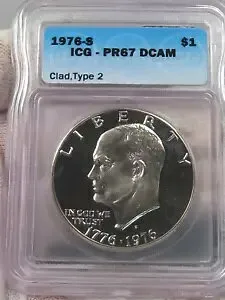 1976-S $1
ICG - PR67 DCAM
Clad,Type 2
LIBERTY
IN GOD WE
TRUST
S
1776·1976